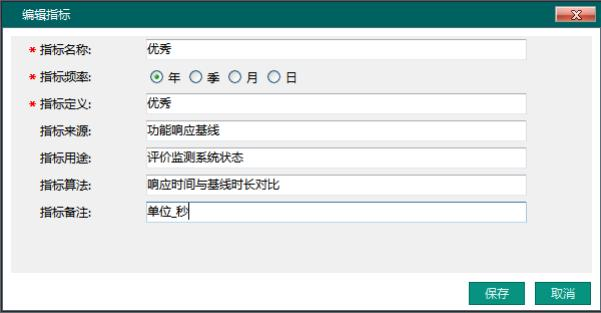 编辑指标
* 指标名称: 优秀
* 指标频率: 年 季 月 日
* 指标定义: 优秀
指标来源: 功能响应基线
指标用途: 评价监测系统状态
指标算法: 响应时间与基线时长对比
指标备注: 单位_秒
保存 取消